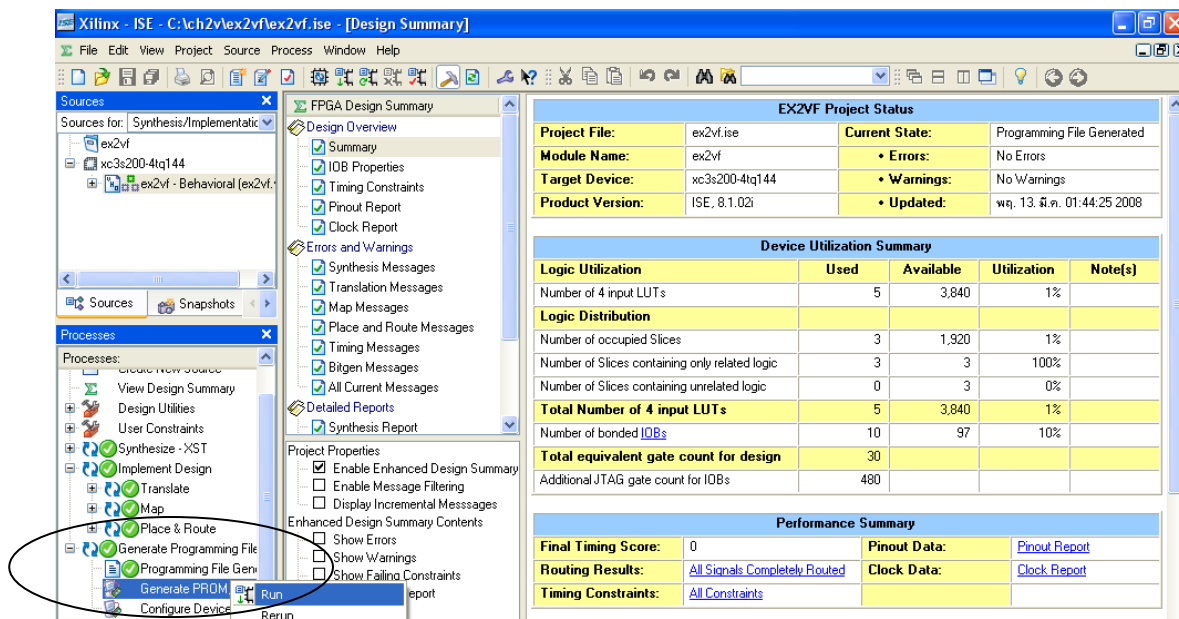 Xilinx - ISE - C:\ch2v\ex2vf\ex2vf.ise - [Design Summary]
File Edit View Project Source Process Window Help
Sources
Sources for: Synthesis/Implementatic
ex2vf
xc3s200-4tq144
ex2vf - Behavioral (ex2vf.
Sources Snapshots
Processes
Processes:
Create New Source
View Design Summary
Design Utilities
User Constraints
Synthesize - XST
Implement Design
Translate
Map
Place & Route
Generate Programming File
Programming File Gen
Generate PROM,
Configure Device
Run
Rerun
FPGA Design Summary
Design Overview
Summary
IOB Properties
Timing Constraints
Pinout Report
Clock Report
Errors and Warnings
Synthesis Messages
Translation Messages
Map Messages
Place and Route Messages
Timing Messages
Bitgen Messages
All Current Messages
Detailed Reports
Synthesis Report
Project Properties
Enable Enhanced Design Summary
Enable Message Filtering
Display Incremental Messsages
Enhanced Design Summary Contents
Show Errors
Show Warnings
Show Failing Constraints
eport
EX2VF Project Status
Project File: ex2vf.ise Current State: Programming File Generated
Module Name: ex2vf • Errors: No Errors
Target Device: xc3s200-4tq144 • Warnings: No Warnings
Product Version: ISE, 8.1.02i • Updated: พฤ. 13. มี.ค. 01:44:25 2008
Device Utilization Summary
Logic Utilization Used Available Utilization Note(s)
Number of 4 input LUTs 5 3,840 1%
Logic Distribution
Number of occupied Slices 3 1,920 1%
Number of Slices containing only related logic 3 3 100%
Number of Slices containing unrelated logic 0 3 0%
Total Number of 4 input LUTs 5 3,840 1%
Number of bonded IOBs 10 97 10%
Total equivalent gate count for design 30
Additional JTAG gate count for IOBs 480
Performance Summary
Final Timing Score: 0 Pinout Data: Pinout Report
Routing Results: All Signals Completely Routed Clock Data: Clock Report
Timing Constraints: All Constraints